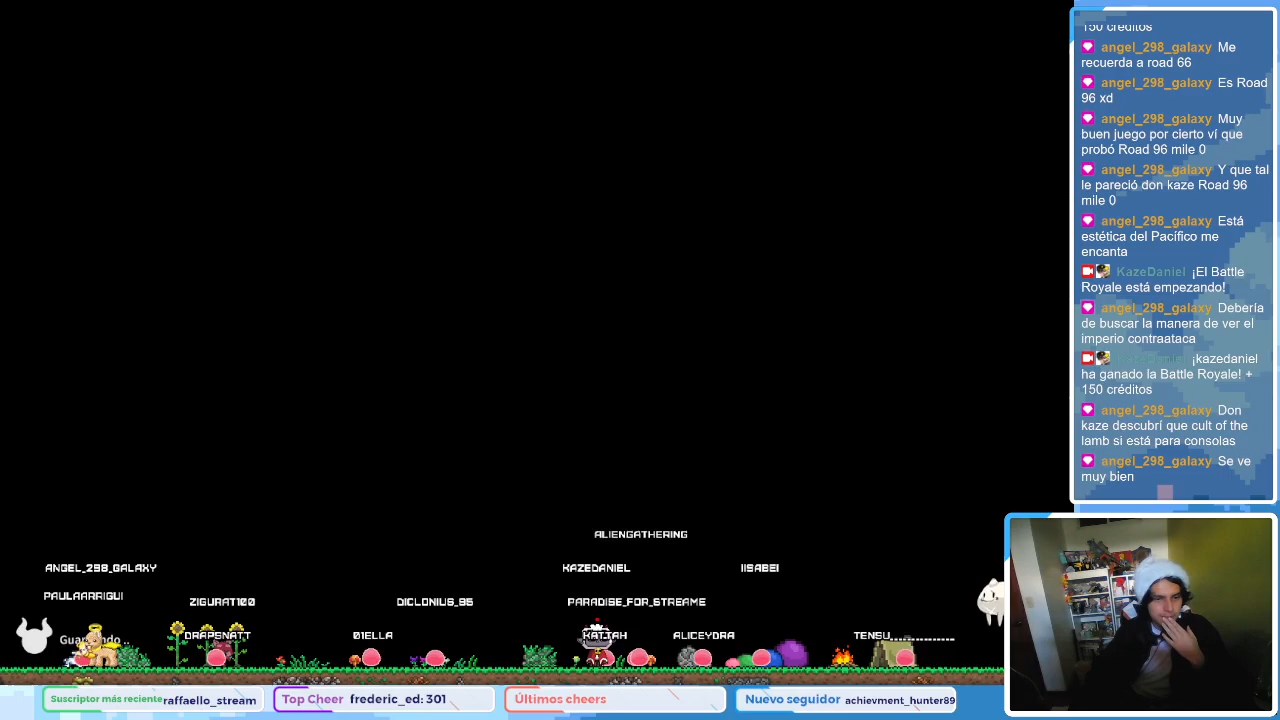 150 créditos
angel_298_galaxy Me
recuerda a road 66
angel_298_galaxy Es Road
96 xd
angel_298_galaxy Muy
buen juego por cierto ví que
probó Road 96 mile 0
angel_298_galaxy Y que tal
le pareció don kaze Road 96
mile 0
angel_298_galaxy Está
estética del Pacífico me
encanta
KazeDaniel ¡El Battle
Royale está empezando!
angel_298_galaxy Debería
de buscar la manera de ver el
imperio contraataca
KazeDaniel ¡kazedaniel
ha ganado la Battle Royale! +
150 créditos
angel_298_galaxy Don
kaze descubrí que cult of the
lamb si está para consolas
angel_298_galaxy Se ve
muy bien
ALIENGATHERING
ANGEL_298_GALAXY
KAZEDANIEL
IISABEI
PAULAARRIGUI
ZIGURAT100
DICLONIUS_95
PARADISE_FOR_STREAME
DRAPSNATT
01ELLA
KATTAH
ALICEYDRA
TENSU_
Suscriptor más reciente raffaello_stream
Top Cheer frederic_ed: 301
Últimos cheers
Nuevo seguidor achievment_hunter89